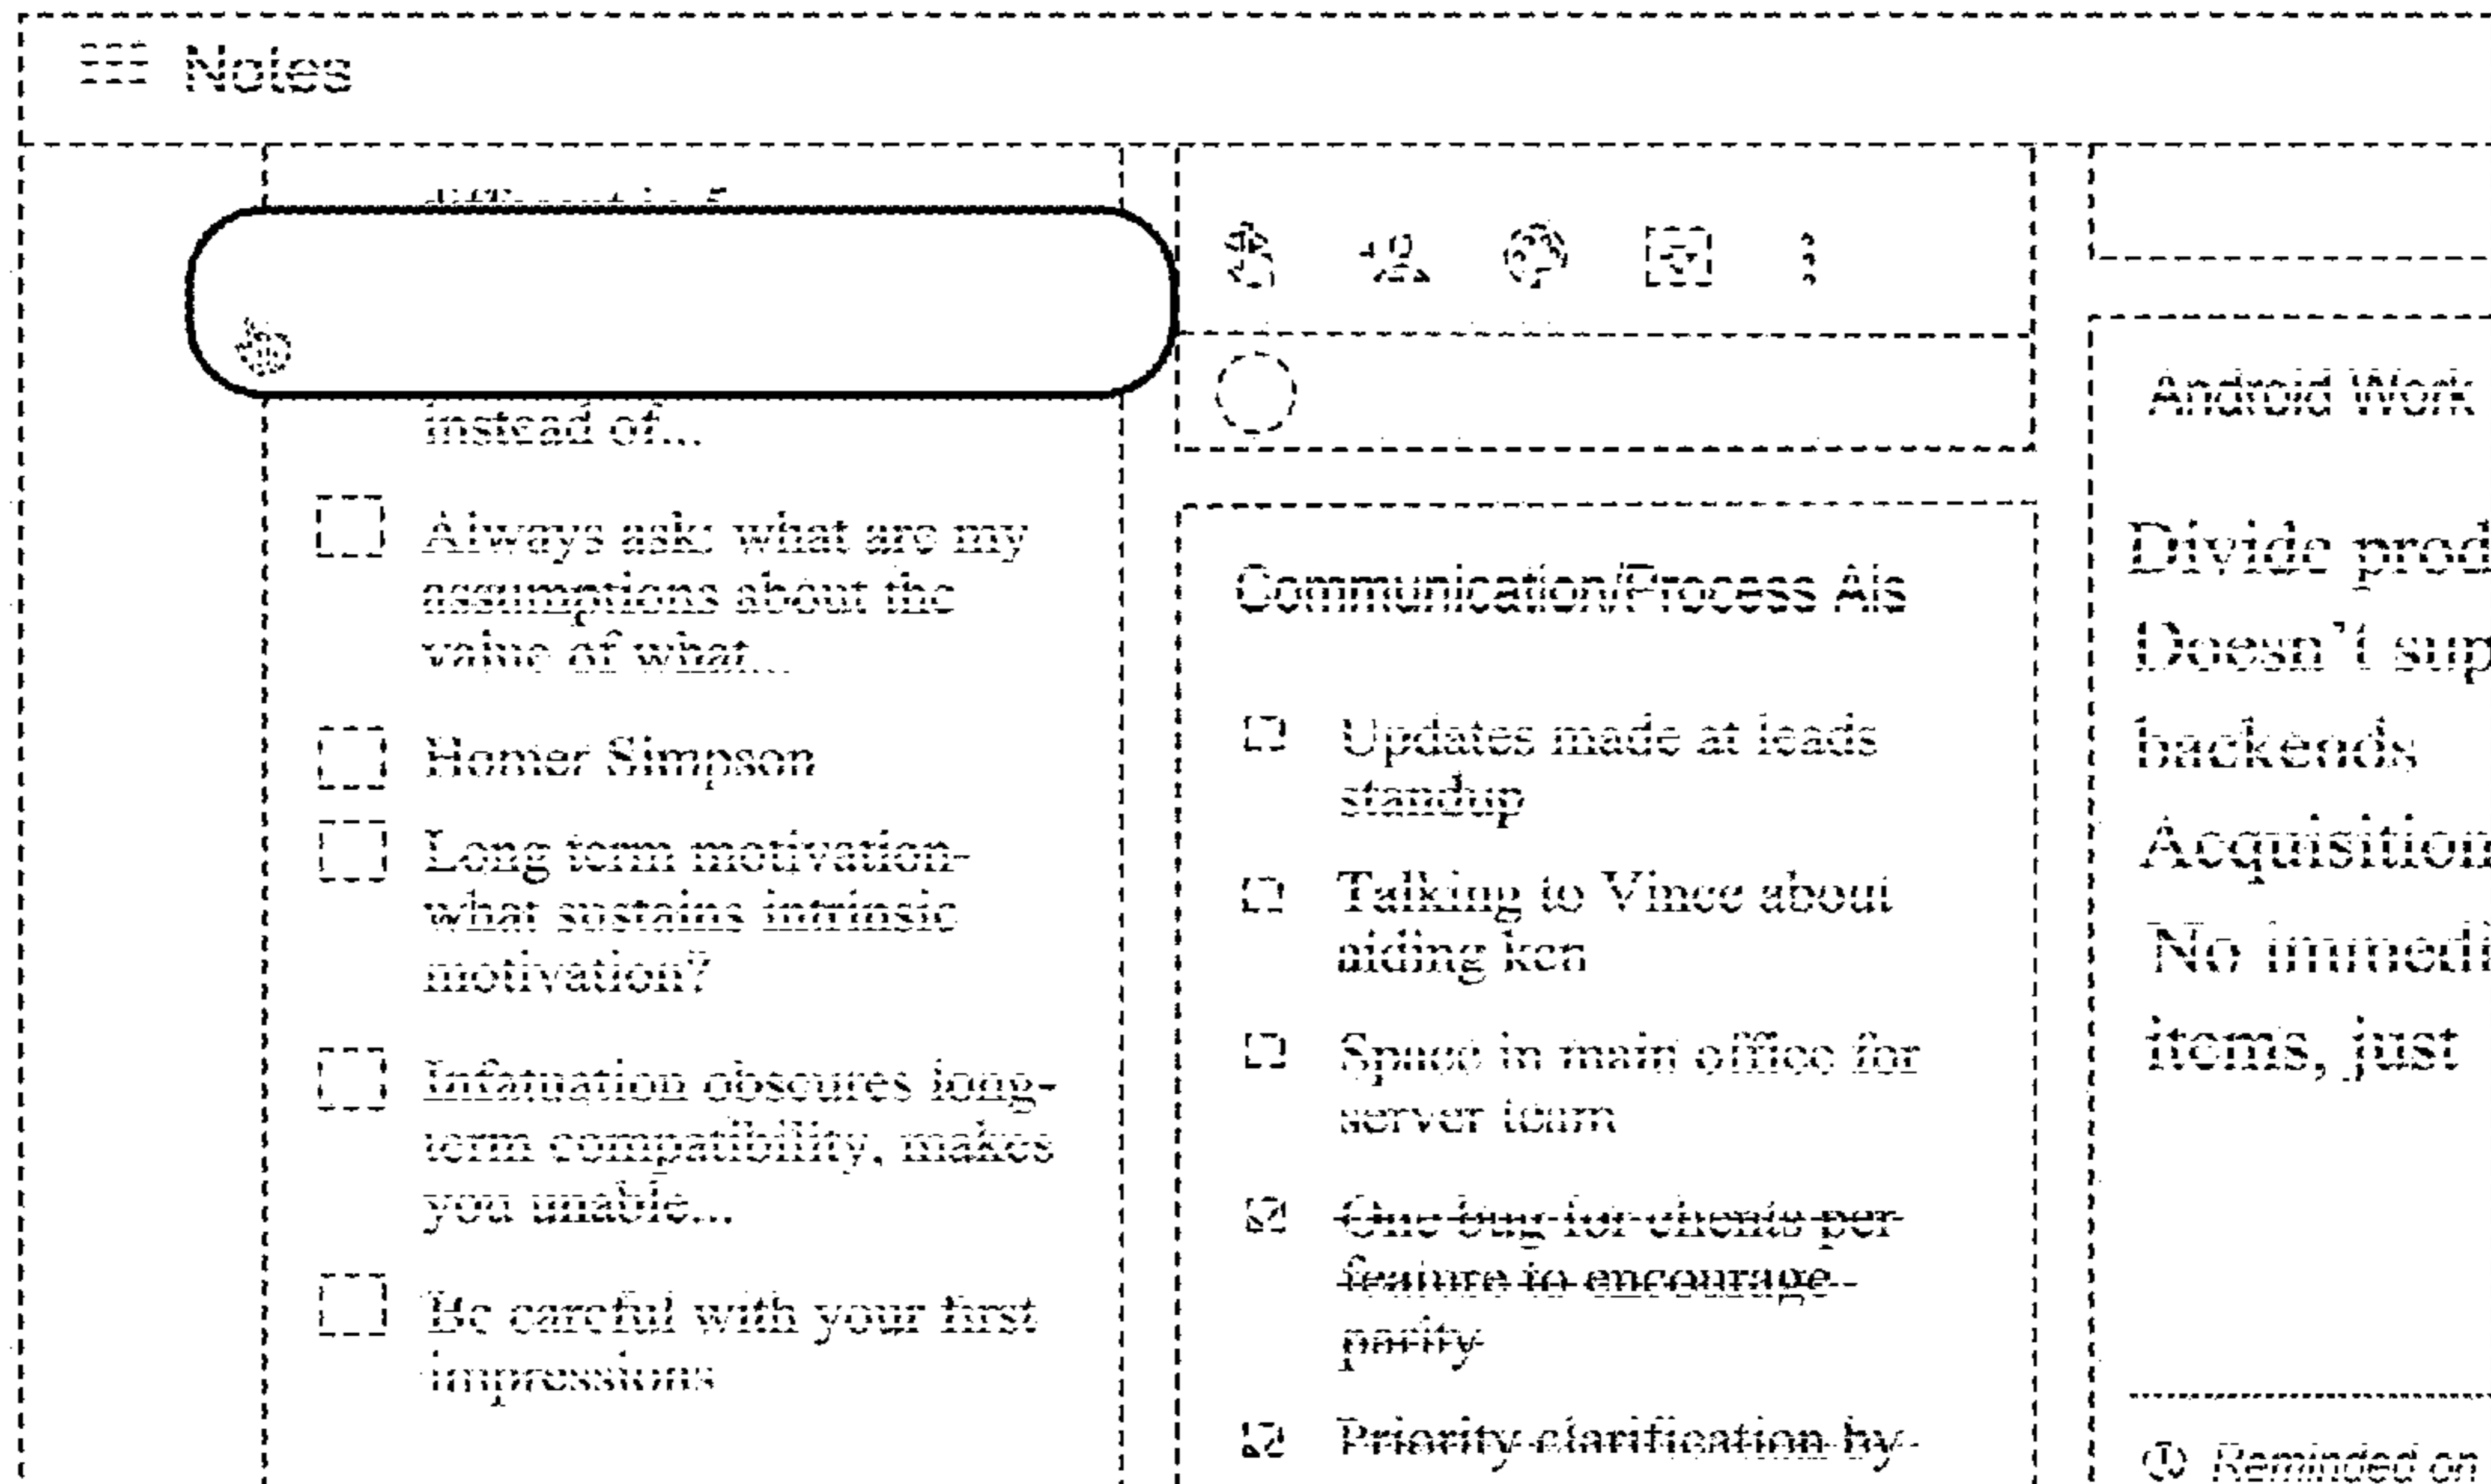 Notes
instead of...
Always ask: what are my
assumptions about the
value of what...
Homer Simpson
Long term motivation-
what sustains intrinsic
motivation?
Infatuation obscures long-
term compatibility, makes
you unable...
Be careful with your first
impressions
Communication/Process AIs
Updates made at leads
standup
Talking to Vince about
aiding ken
Space in main office for
server team
One bug for clients per
feature to encourage
parity
Priority clarification by
Android Work
Divide prod
Doesn't sup
backends
Acquisition
No immedi
items, just
Reminded on